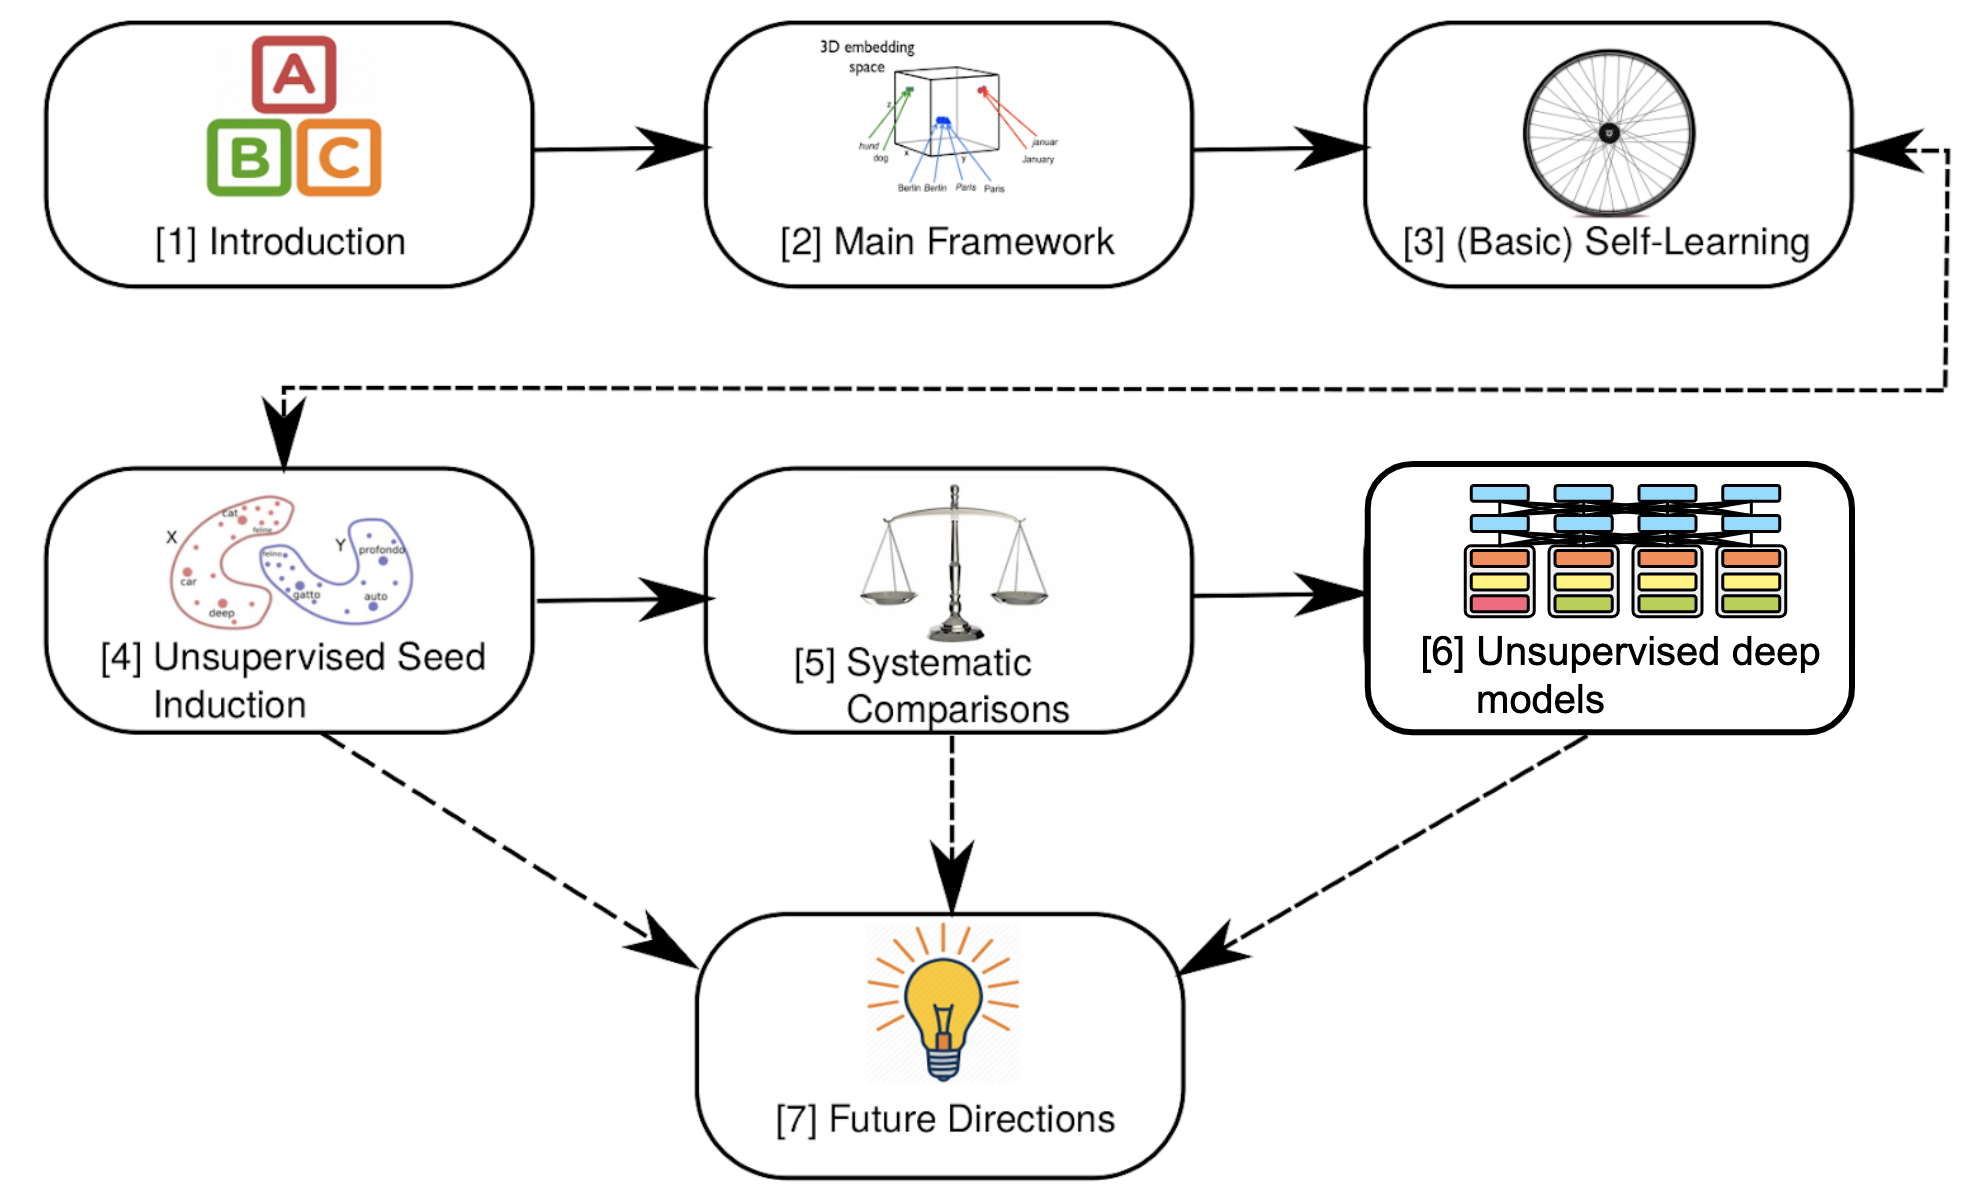 A
B C
[1] Introduction
3D embedding
space
z
x
y
hund
dog
januar
January
Berlin Berlin Paris Paris
[2] Main Framework
[3] (Basic) Self-Learning
X
cat
feline
car
deep
Y
profondo
felino
gatto
auto
[4] Unsupervised Seed
Induction
[5] Systematic
Comparisons
[6] Unsupervised deep
models
[7] Future Directions